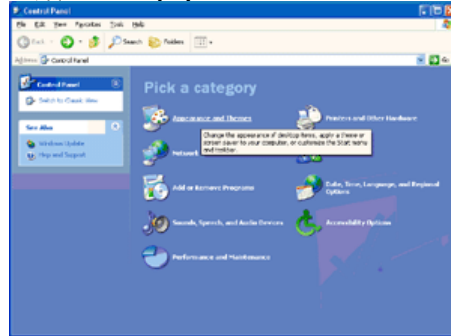 Control Panel
File Edit View Favorites Tools Help
Back Search Folders
Address Control Panel Go
Control Panel
Switch to Classic View
See Also
Windows Update
Help and Support
Pick a category
Appearance and Themes
Printers and Other Hardware
Change the appearance of desktop items, apply a theme or
screen saver to your computer, or customize the Start menu
and taskbar.
Network
Add or Remove Programs
Date, Time, Language, and Regional
Options
Sounds, Speech, and Audio Devices
Accessibility Options
Performance and Maintenance